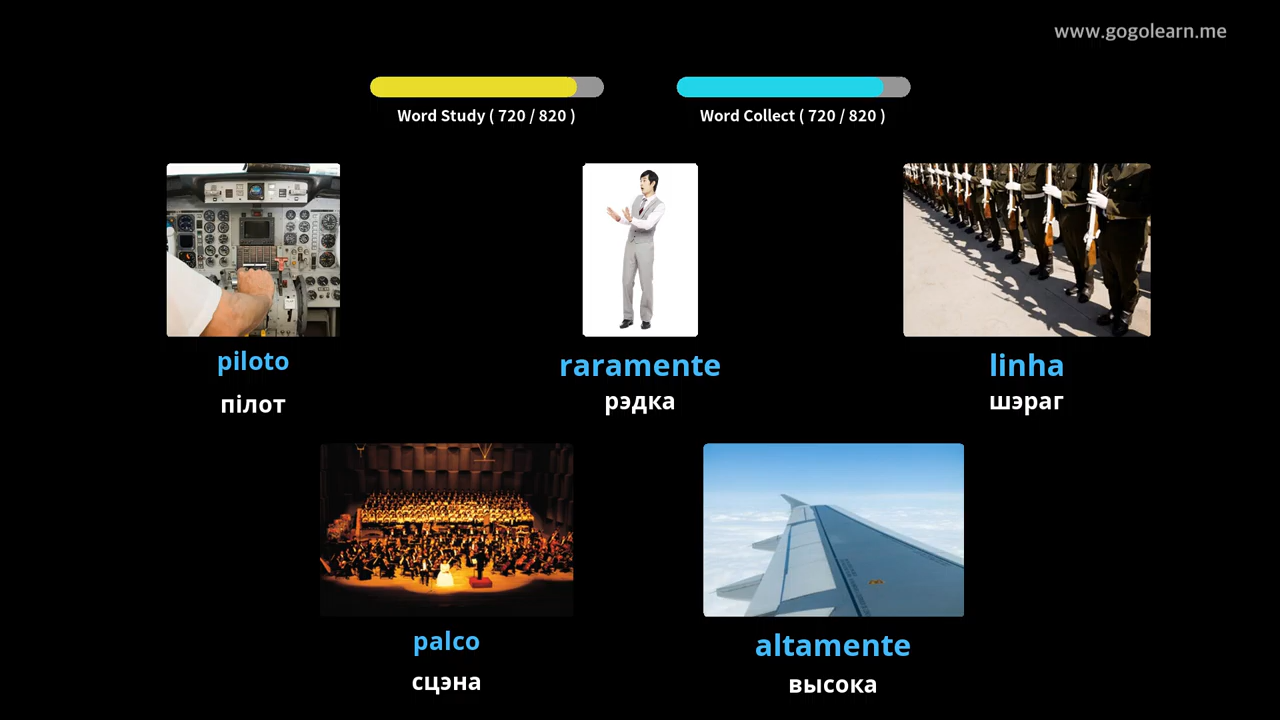 www.gogolearn.me
Word Study ( 720 / 820 )
Word Collect ( 720 / 820 )
piloto
пілот
raramente
рэдка
linha
шэраг
palco
сцэна
altamente
высока